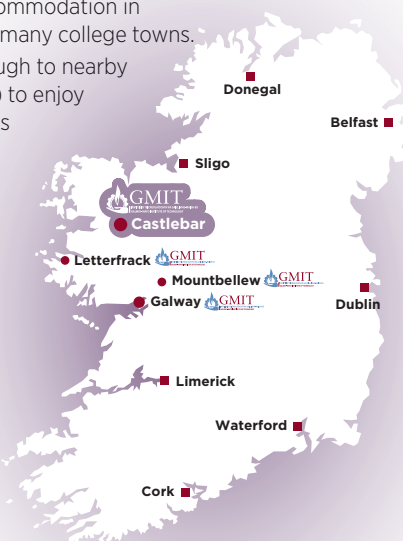 commodation in
many college towns.
ugh to nearby
) to enjoy
s
Donegal
Belfast
Sligo
GMIT
Castlebar
Letterfrack GMIT
Mountbellew GMIT
Galway GMIT
Dublin
Limerick
Waterford
Cork